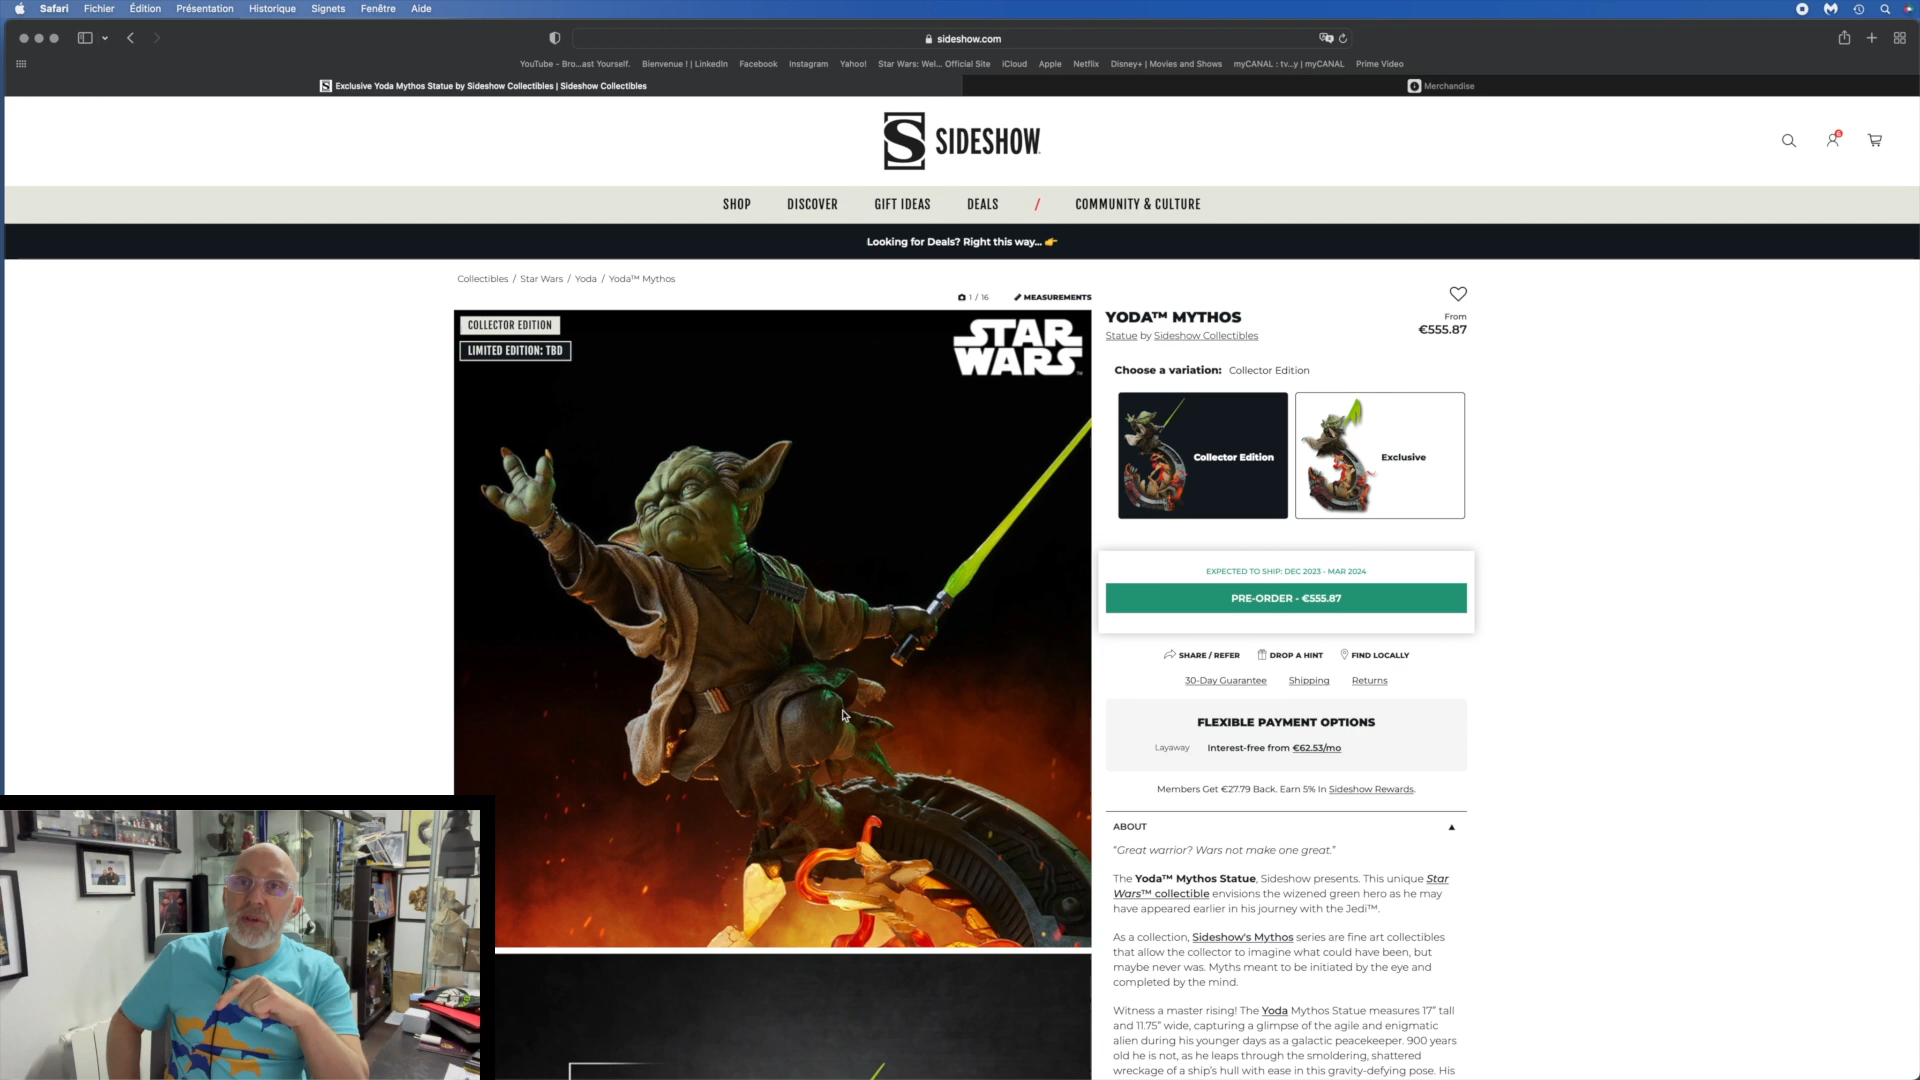 Safari Fichier Édition Présentation Historique Signets Fenêtre Aide
sideshow.com
YouTube - Bro...ast Yourself. Bienvenue ! | LinkedIn Facebook Instagram Yahoo! Star Wars: Wel... Official Site iCloud Apple Netflix Disney+ | Movies and Shows myCANAL : tv...y | myCANAL Prime Video
Exclusive Yoda Mythos Statue by Sideshow Collectibles | Sideshow Collectibles
Merchandise
S SIDESHOW
6
SHOP DISCOVER GIFT IDEAS DEALS / COMMUNITY & CULTURE
Looking for Deals? Right this way... 👉
Collectibles / Star Wars / Yoda / Yoda™ Mythos
1 / 16 MEASUREMENTS
COLLECTOR EDITION
LIMITED EDITION: TBD
STAR
WARS™
YODA™ MYTHOS
Statue by Sideshow Collectibles
From
€555.87
Choose a variation: Collector Edition
Collector Edition
Exclusive
EXPECTED TO SHIP: DEC 2023 - MAR 2024
PRE-ORDER - €555.87
SHARE / REFER DROP A HINT FIND LOCALLY
30-Day Guarantee Shipping Returns
FLEXIBLE PAYMENT OPTIONS
Layaway Interest-free from €62.53/mo
Members Get €27.79 Back. Earn 5% In Sideshow Rewards.
ABOUT ▲
“Great warrior? Wars not make one great.”
The Yoda™ Mythos Statue, Sideshow presents. This unique Star
Wars™ collectible envisions the wizened green hero as he may
have appeared earlier in his journey with the Jedi™.
As a collection, Sideshow's Mythos series are fine art collectibles
that allow the collector to imagine what could have been, but
maybe never was. Myths meant to be initiated by the eye and
completed by the mind.
Witness a master rising! The Yoda Mythos Statue measures 17” tall
and 11.75” wide, capturing a glimpse of the agile and enigmatic
alien during his younger days as a galactic peacekeeper. 900 years
old he is not, as he leaps through the smoldering, shattered
wreckage of a ship’s hull with ease in this gravity-defying pose. His